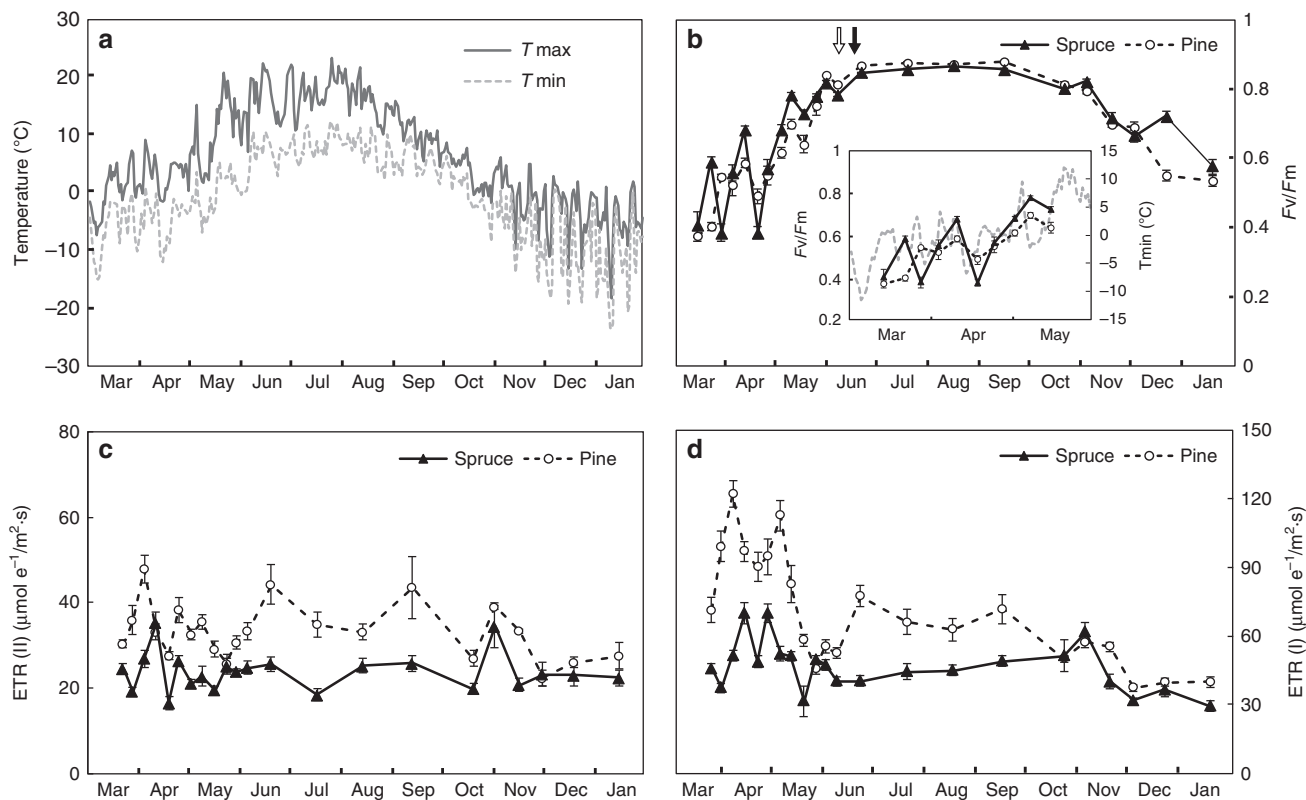 a
T max
T min
30
20
10
0
–10
–20
–30
Temperature (°C)
Mar Apr May Jun Jul Aug Sep Oct Nov Dec Jan
b
Spruce Pine
1
0.8
0.6
0.4
0.2
0
Fv/Fm
1
0.8
0.6
0.4
0.2
Fv/Fm
15
10
5
0
–5
–10
–15
Tmin (°C)
Mar Apr May
Mar Apr May Jun Jul Aug Sep Oct Nov Dec Jan
c
Spruce Pine
80
60
40
20
0
ETR (II) (µmol e⁻¹/m²·s)
Mar Apr May Jun Jul Aug Sep Oct Nov Dec Jan
d
Spruce Pine
150
120
90
60
30
0
ETR (I) (µmol e⁻¹/m²·s)
Mar Apr May Jun Jul Aug Sep Oct Nov Dec Jan